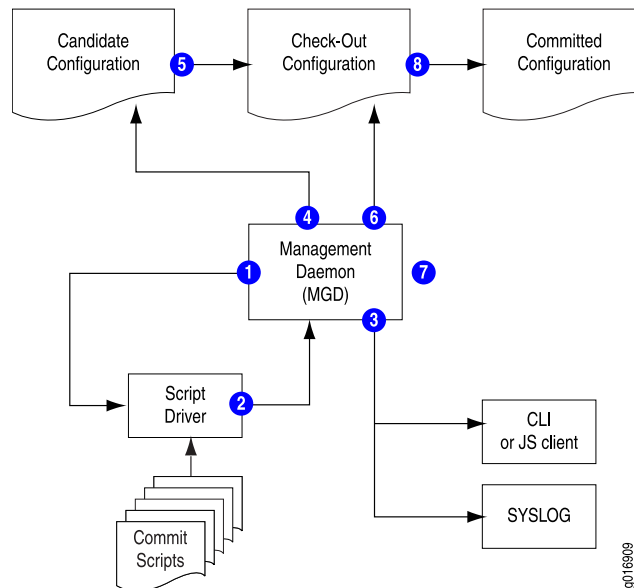 Candidate
Configuration
5
Check-Out
Configuration
8
Committed
Configuration
4
6
1
Management
Daemon
(MGD)
7
3
Script
Driver
2
CLI
or JS client
SYSLOG
Commit
Scripts
g016909